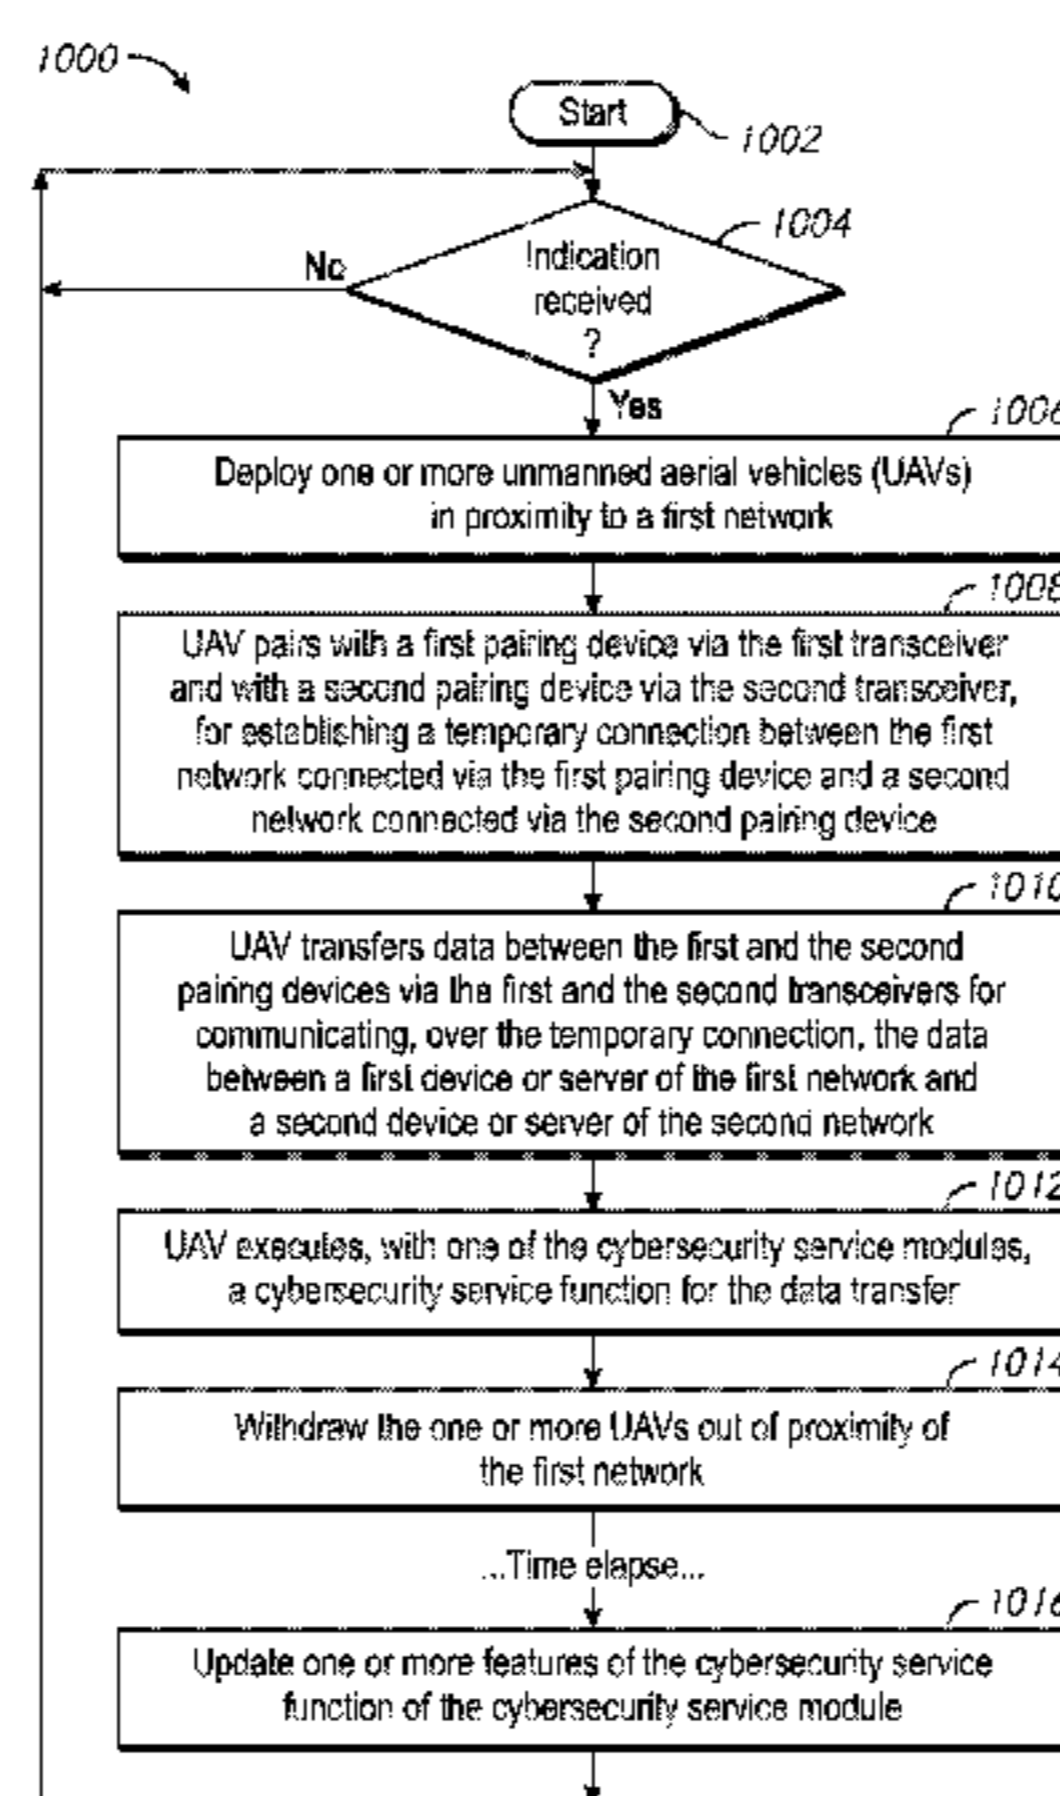 1000
Start
1002
1004
Indication
received
?
No
Yes
1006
Deploy one or more unmanned aerial vehicles (UAVs)
in proximity to a first network
1008
UAV pairs with a first pairing device via the first transceiver
and with a second pairing device via the second transceiver,
for establishing a temporary connection between the first
network connected via the first pairing device and a second
network connected via the second pairing device
1010
UAV transfers data between the first and the second
pairing devices via the first and the second transceivers for
communicating, over the temporary connection, the data
between a first device or server of the first network and
a second device or server of the second network
1012
UAV executes, with one of the cybersecurity service modules,
a cybersecurity service function for the data transfer
1014
Withdraw the one or more UAVs out of proximity of
the first network
...Time elapse...
1016
Update one or more features of the cybersecurity service
function of the cybersecurity service module